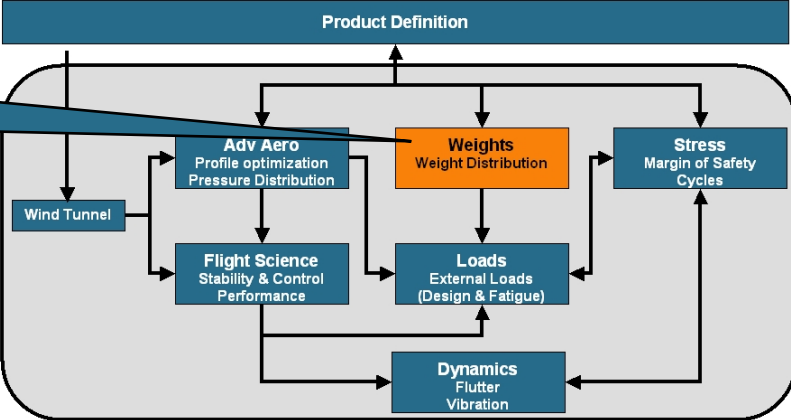 Product Definition
Adv Aero
Profile optimization
Pressure Distribution
Weights
Weight Distribution
Stress
Margin of Safety
Cycles
Wind Tunnel
Flight Science
Stability & Control
Performance
Loads
External Loads
(Design & Fatigue)
Dynamics
Flutter
Vibration